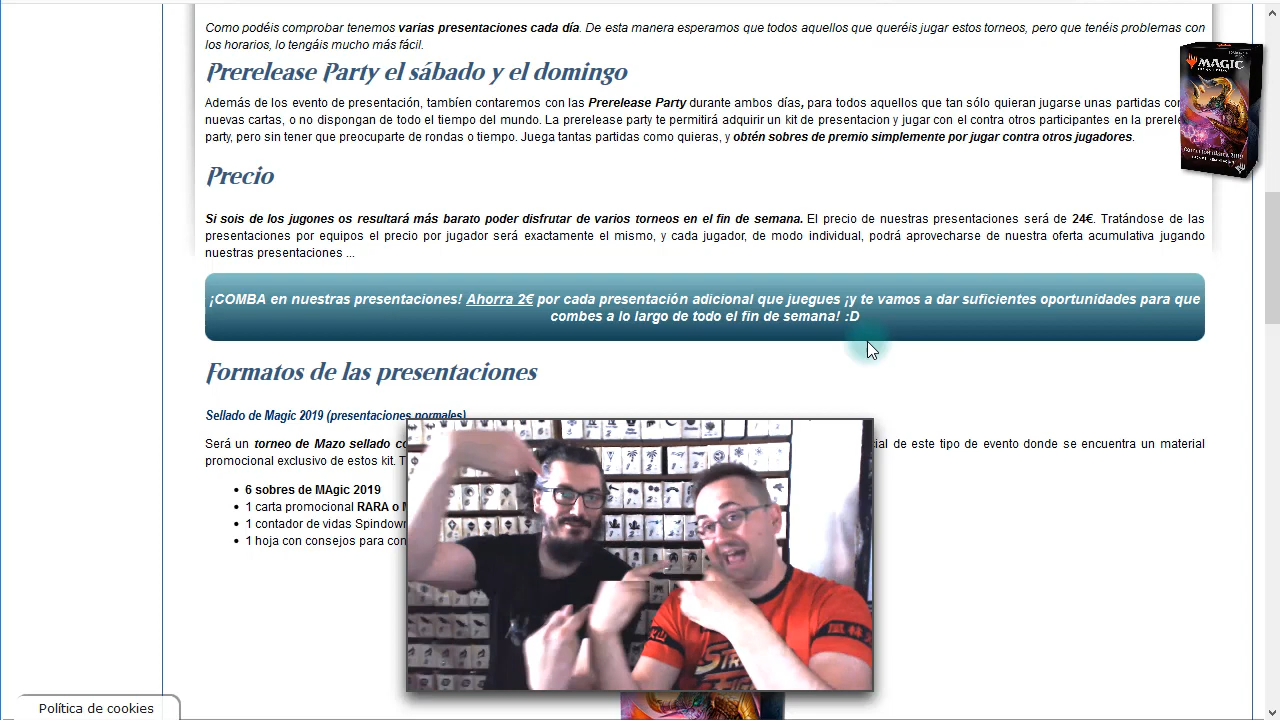 Como podéis comprobar tenemos varias presentaciones cada día. De esta manera esperamos que todos aquellos que queréis jugar estos torneos, pero que tenéis problemas con
los horarios, lo tengáis mucho más fácil.
Prerelease Party el sábado y el domingo
Además de los evento de presentación, tambíen contaremos con las Prerelease Party durante ambos días, para todos aquellos que tan sólo quieran jugarse unas partidas con
nuevas cartas, o no dispongan de todo el tiempo del mundo. La prerelease party te permitirá adquirir un kit de presentacion y jugar con el contra otros participantes en la
party, pero sin tener que preocuparte de rondas o tiempo. Juega tantas partidas como quieras, y obtén sobres de premio simplemente por jugar contra otros jugadores.
MAGIC
Precio
Si sois de los jugones os resultará más barato poder disfrutar de varios torneos en el fin de semana. El precio de nuestras presentaciones será de 24€. Tratándose de las
presentaciones por equipos el precio por jugador será exactamente el mismo, y cada jugador, de modo individual, podrá aprovecharse de nuestra oferta acumulativa jugando
nuestras presentaciones ...
¡COMBA en nuestras presentaciones! Ahorra 2€ por cada presentación adicional que juegues ¡y te vamos a dar suficientes oportunidades para que
combes a lo largo de todo el fin de semana! :D
Formatos de las presentaciones
Sellado de Magic 2019 (presentaciones normales)
Será un torneo de Mazo sellado de este tipo de evento donde se encuentra un material
promocional exclusivo de estos kit.
• 6 sobres de MAgic 2019
• 1 carta promocional RARA o
• 1 contador de vidas Spindown
• 1 hoja con consejos para
Política de cookies